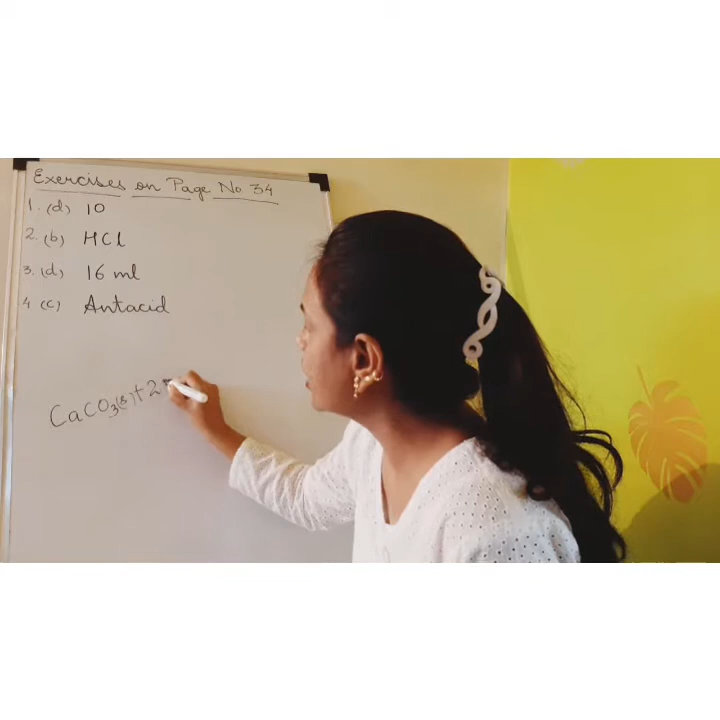 Exercises on Page No. 34
1. (d) 10
2. (b) HCl
3. (d) 16 ml
4 (c) Antacid
CaCO₃(s) + 2